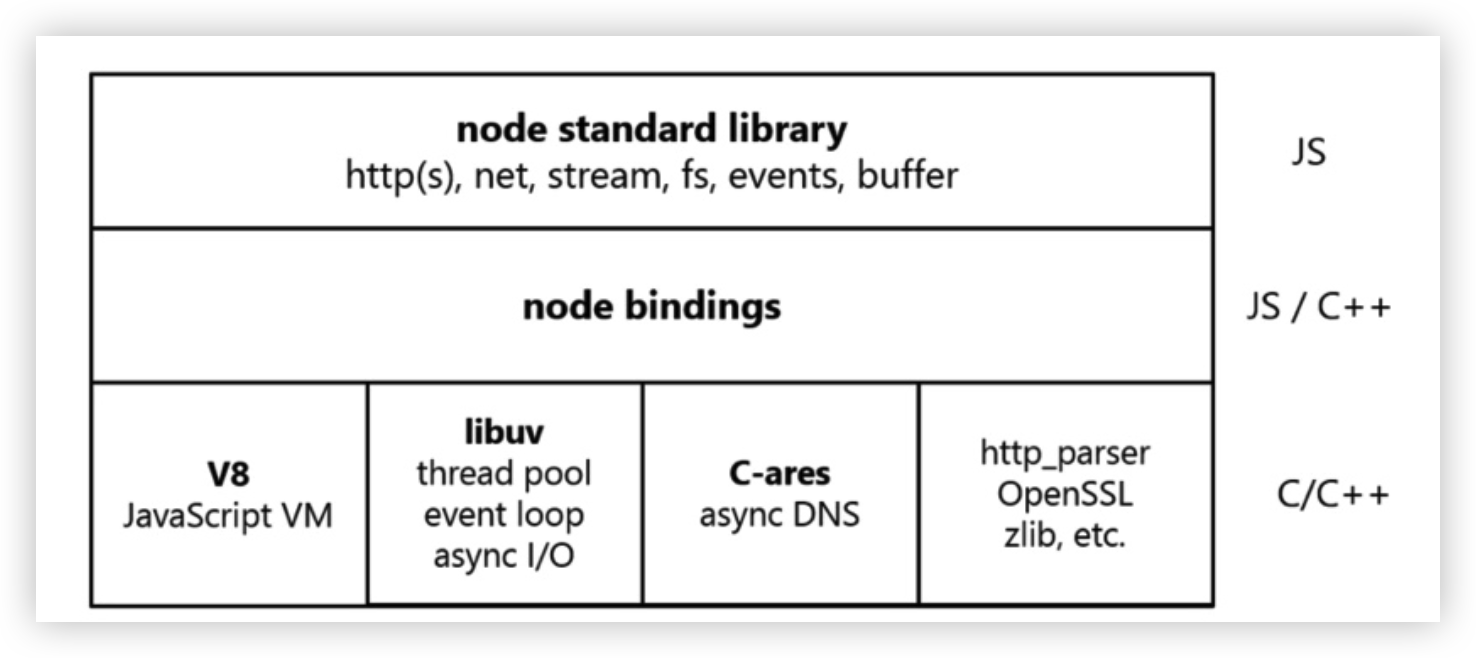 node standard library
http(s), net, stream, fs, events, buffer
JS
node bindings
JS / C++
V8
JavaScript VM
libuv
thread pool
event loop
async I/O
C-ares
async DNS
http_parser
OpenSSL
zlib, etc.
C/C++